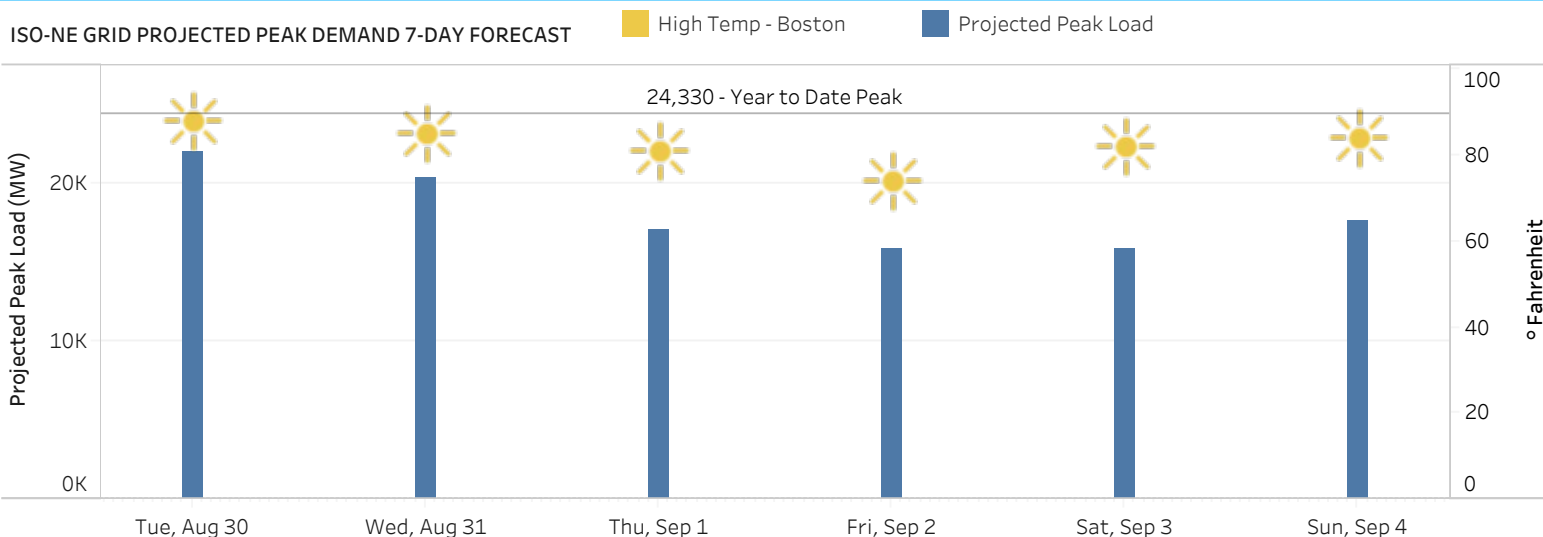 ISO-NE GRID PROJECTED PEAK DEMAND 7-DAY FORECAST
High Temp - Boston
Projected Peak Load
24,330 - Year to Date Peak
Projected Peak Load (MW)
20K
10K
0K
100
80
60
40
20
0
° Fahrenheit
Tue, Aug 30
Wed, Aug 31
Thu, Sep 1
Fri, Sep 2
Sat, Sep 3
Sun, Sep 4